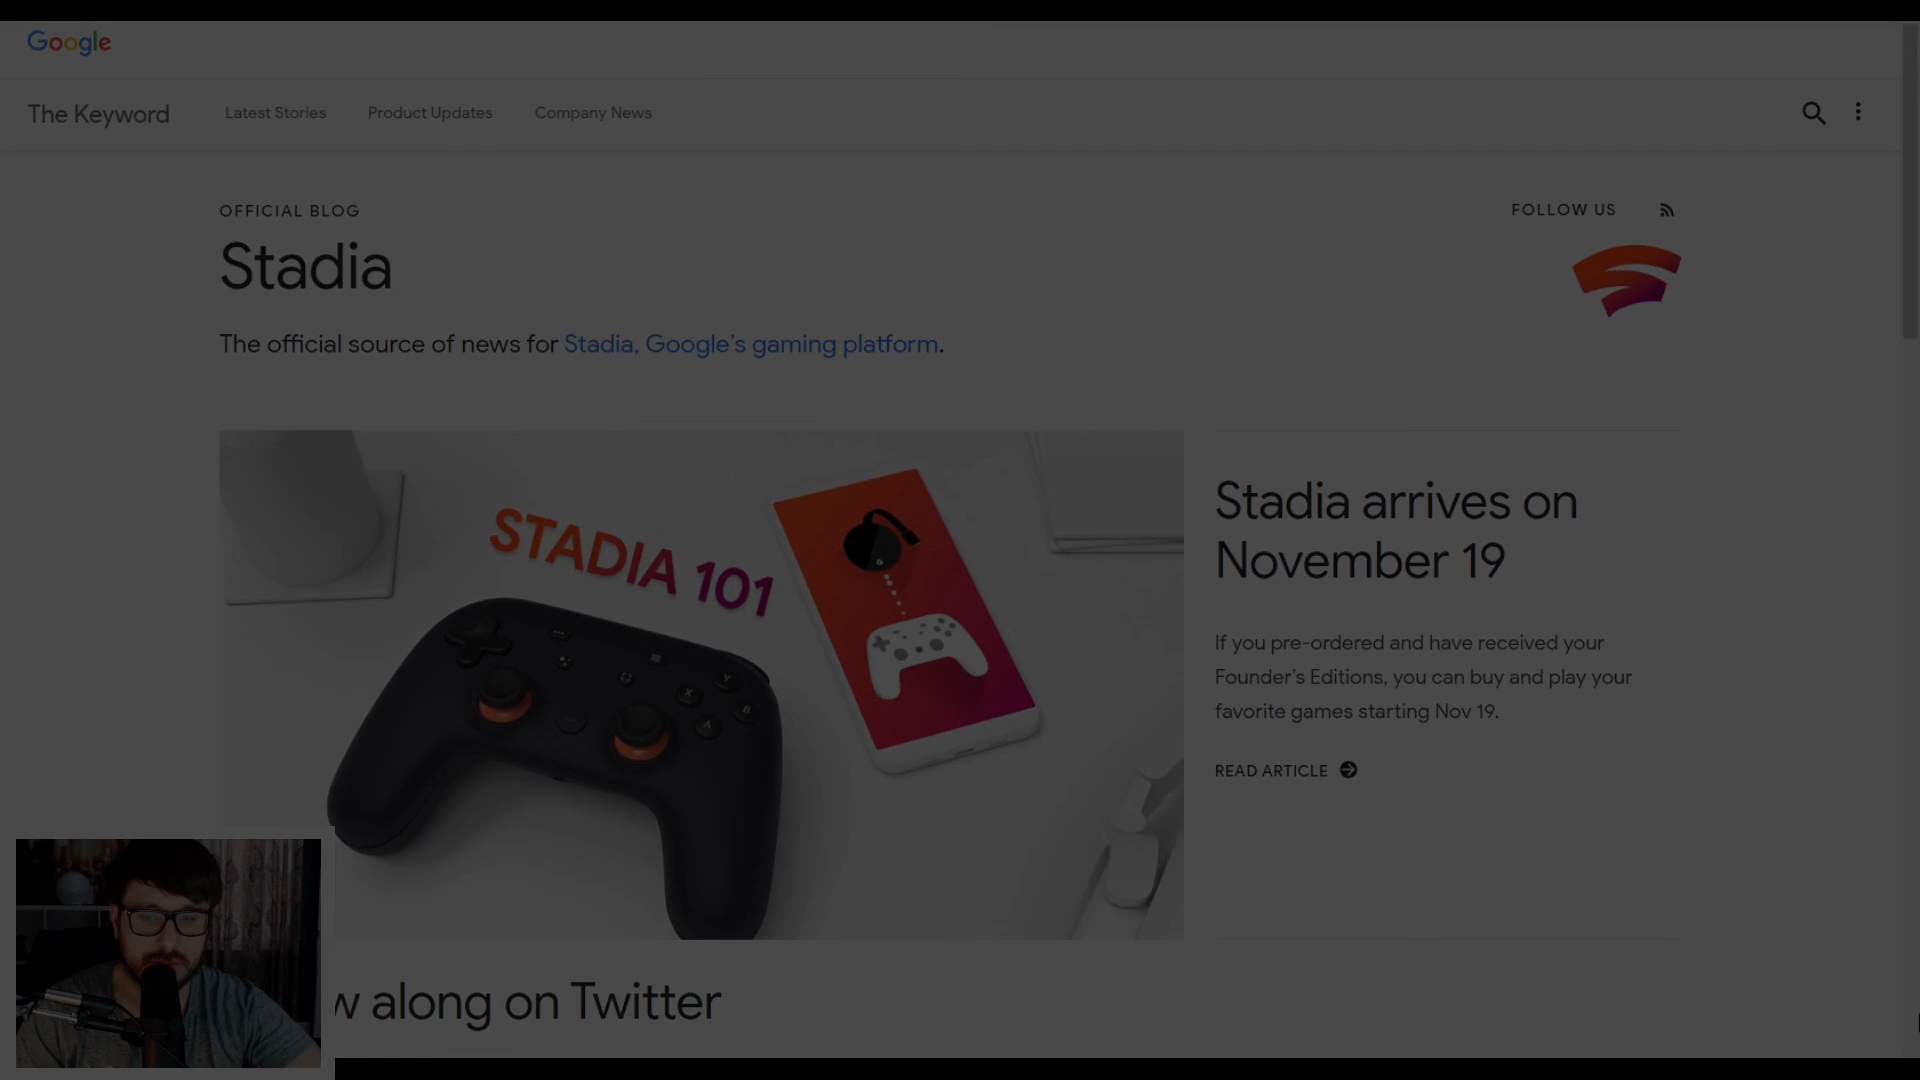 Google
The Keyword
Latest Stories
Product Updates
Company News
OFFICIAL BLOG
FOLLOW US
Stadia
The official source of news for Stadia, Google's gaming platform.
STADIA 101
X
Y
A
B
Stadia arrives on
November 19
If you pre-ordered and have received your
Founder's Editions, you can buy and play your
favorite games starting Nov 19.
READ ARTICLE
w along on Twitter